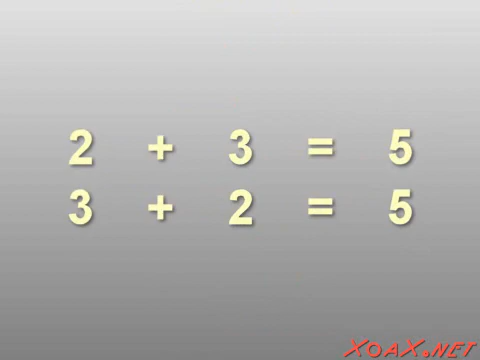 2 + 3 = 5
3 + 2 = 5
XOAX.NET